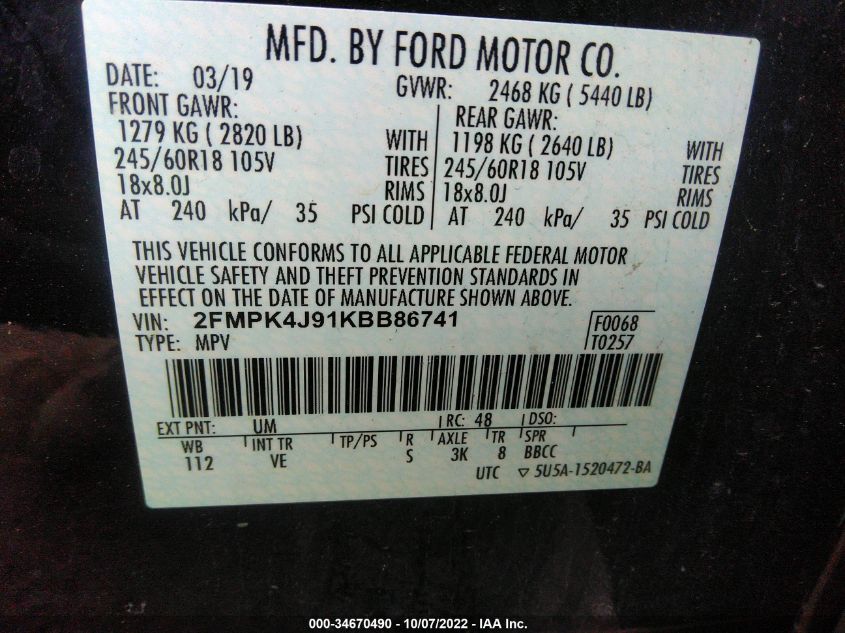 MFD. BY FORD MOTOR CO.
DATE: 03/19
GVWR: 2468 KG ( 5440 LB)
FRONT GAWR:
1279 KG ( 2820 LB) WITH
245/60R18 105V TIRES
18x8.0J RIMS
AT 240 kPa/ 35 PSI COLD
REAR GAWR:
1198 KG ( 2640 LB) WITH
245/60R18 105V TIRES
18x8.0J RIMS
AT 240 kPa/ 35 PSI COLD
THIS VEHICLE CONFORMS TO ALL APPLICABLE FEDERAL MOTOR
VEHICLE SAFETY AND THEFT PREVENTION STANDARDS IN
EFFECT ON THE DATE OF MANUFACTURE SHOWN ABOVE.
VIN: 2FMPK4J91KBB86741
TYPE: MPV
F0068
T0257
EXT PNT: UM RC: 48 DSO:
WB INT TR TP/PS R AXLE TR SPR
112 VE S 3K 8 BBCC
UTC ▽ 5U5A-1520472-BA
000-34670490 - 10/07/2022 - IAA Inc.